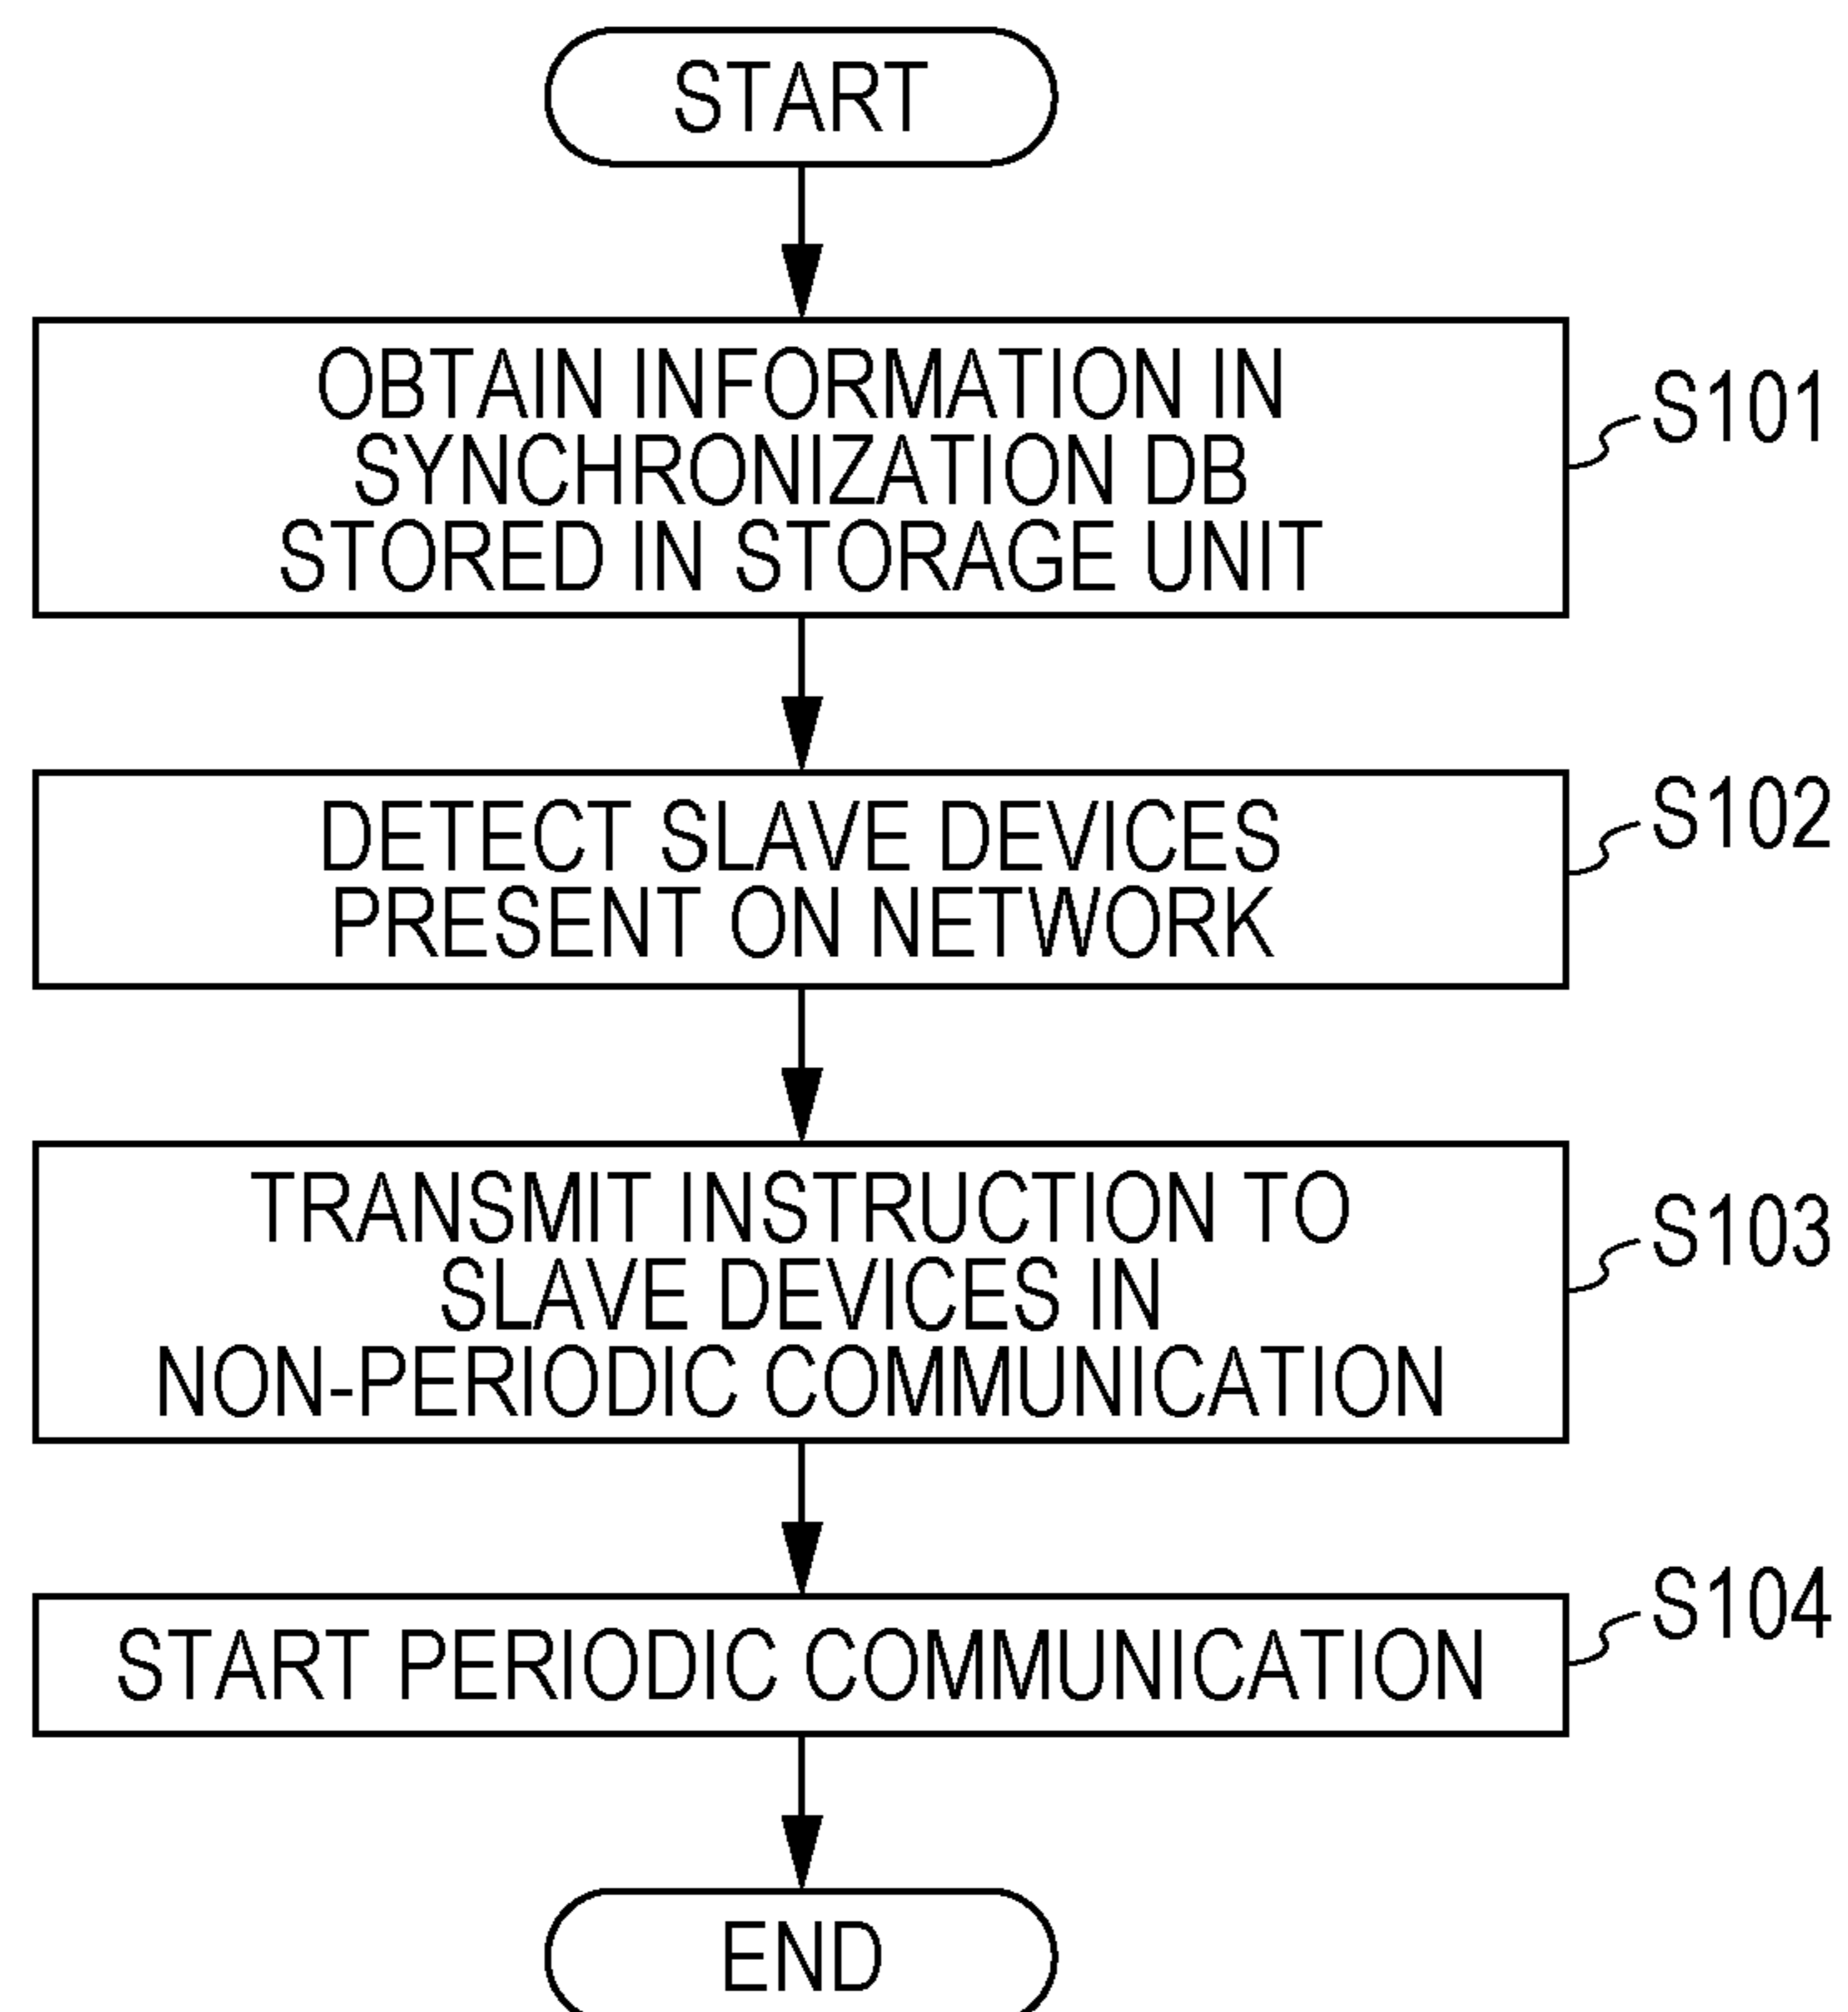 START
OBTAIN INFORMATION IN
SYNCHRONIZATION DB
STORED IN STORAGE UNIT
S101
DETECT SLAVE DEVICES
PRESENT ON NETWORK
S102
TRANSMIT INSTRUCTION TO
SLAVE DEVICES IN
NON-PERIODIC COMMUNICATION
S103
START PERIODIC COMMUNICATION
S104
END